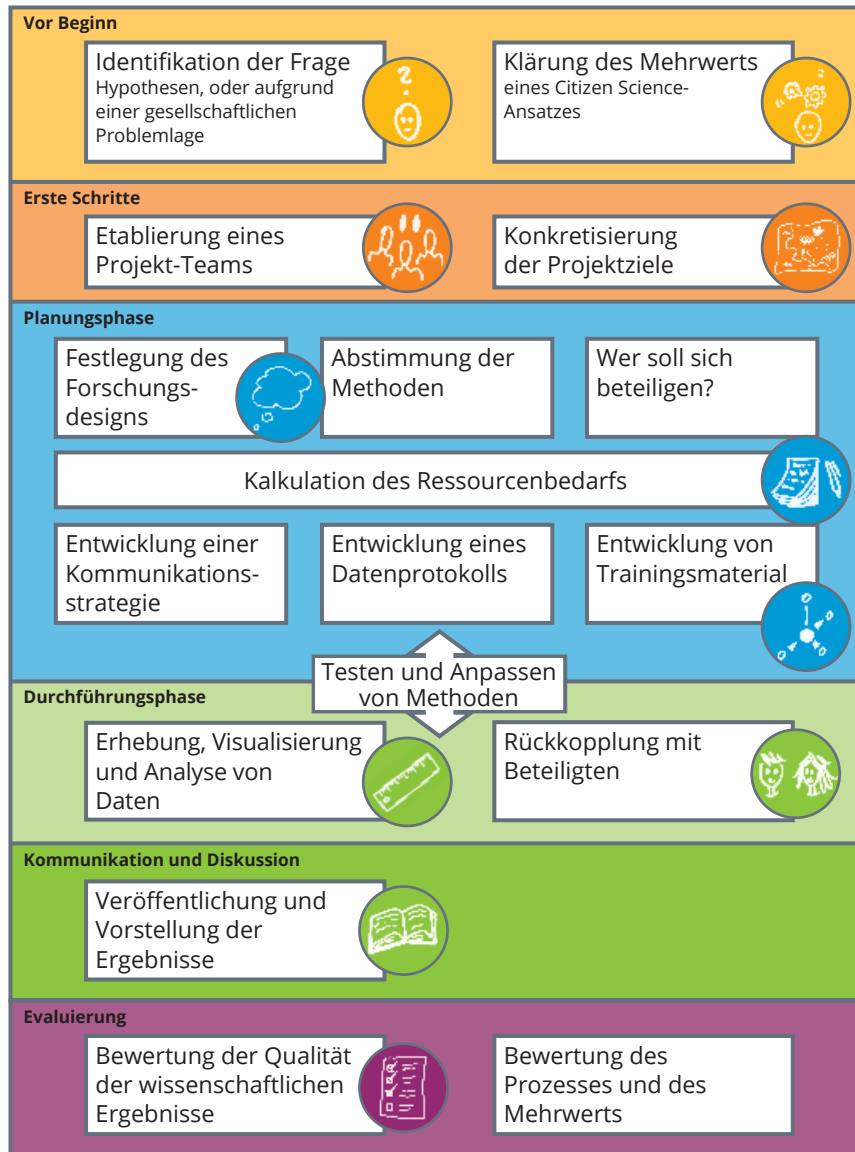 Vor Beginn
Identifikation der Frage
Hypothesen, oder aufgrund
einer gesellschaftlichen
Problemlage
Klärung des Mehrwerts
eines Citizen Science-
Ansatzes
Erste Schritte
Etablierung eines
Projekt-Teams
Konkretisierung
der Projektziele
Planungsphase
Festlegung des
Forschungs-
designs
Abstimmung der
Methoden
Wer soll sich
beteiligen?
Kalkulation des Ressourcenbedarfs
Entwicklung einer
Kommunikations-
strategie
Entwicklung eines
Datenprotokolls
Entwicklung von
Trainingsmaterial
Testen und Anpassen
von Methoden
Durchführungsphase
Erhebung, Visualisierung
und Analyse von
Daten
Rückkopplung mit
Beteiligten
Kommunikation und Diskussion
Veröffentlichung und
Vorstellung der
Ergebnisse
Evaluierung
Bewertung der Qualität
der wissenschaftlichen
Ergebnisse
Bewertung des
Prozesses und des
Mehrwerts